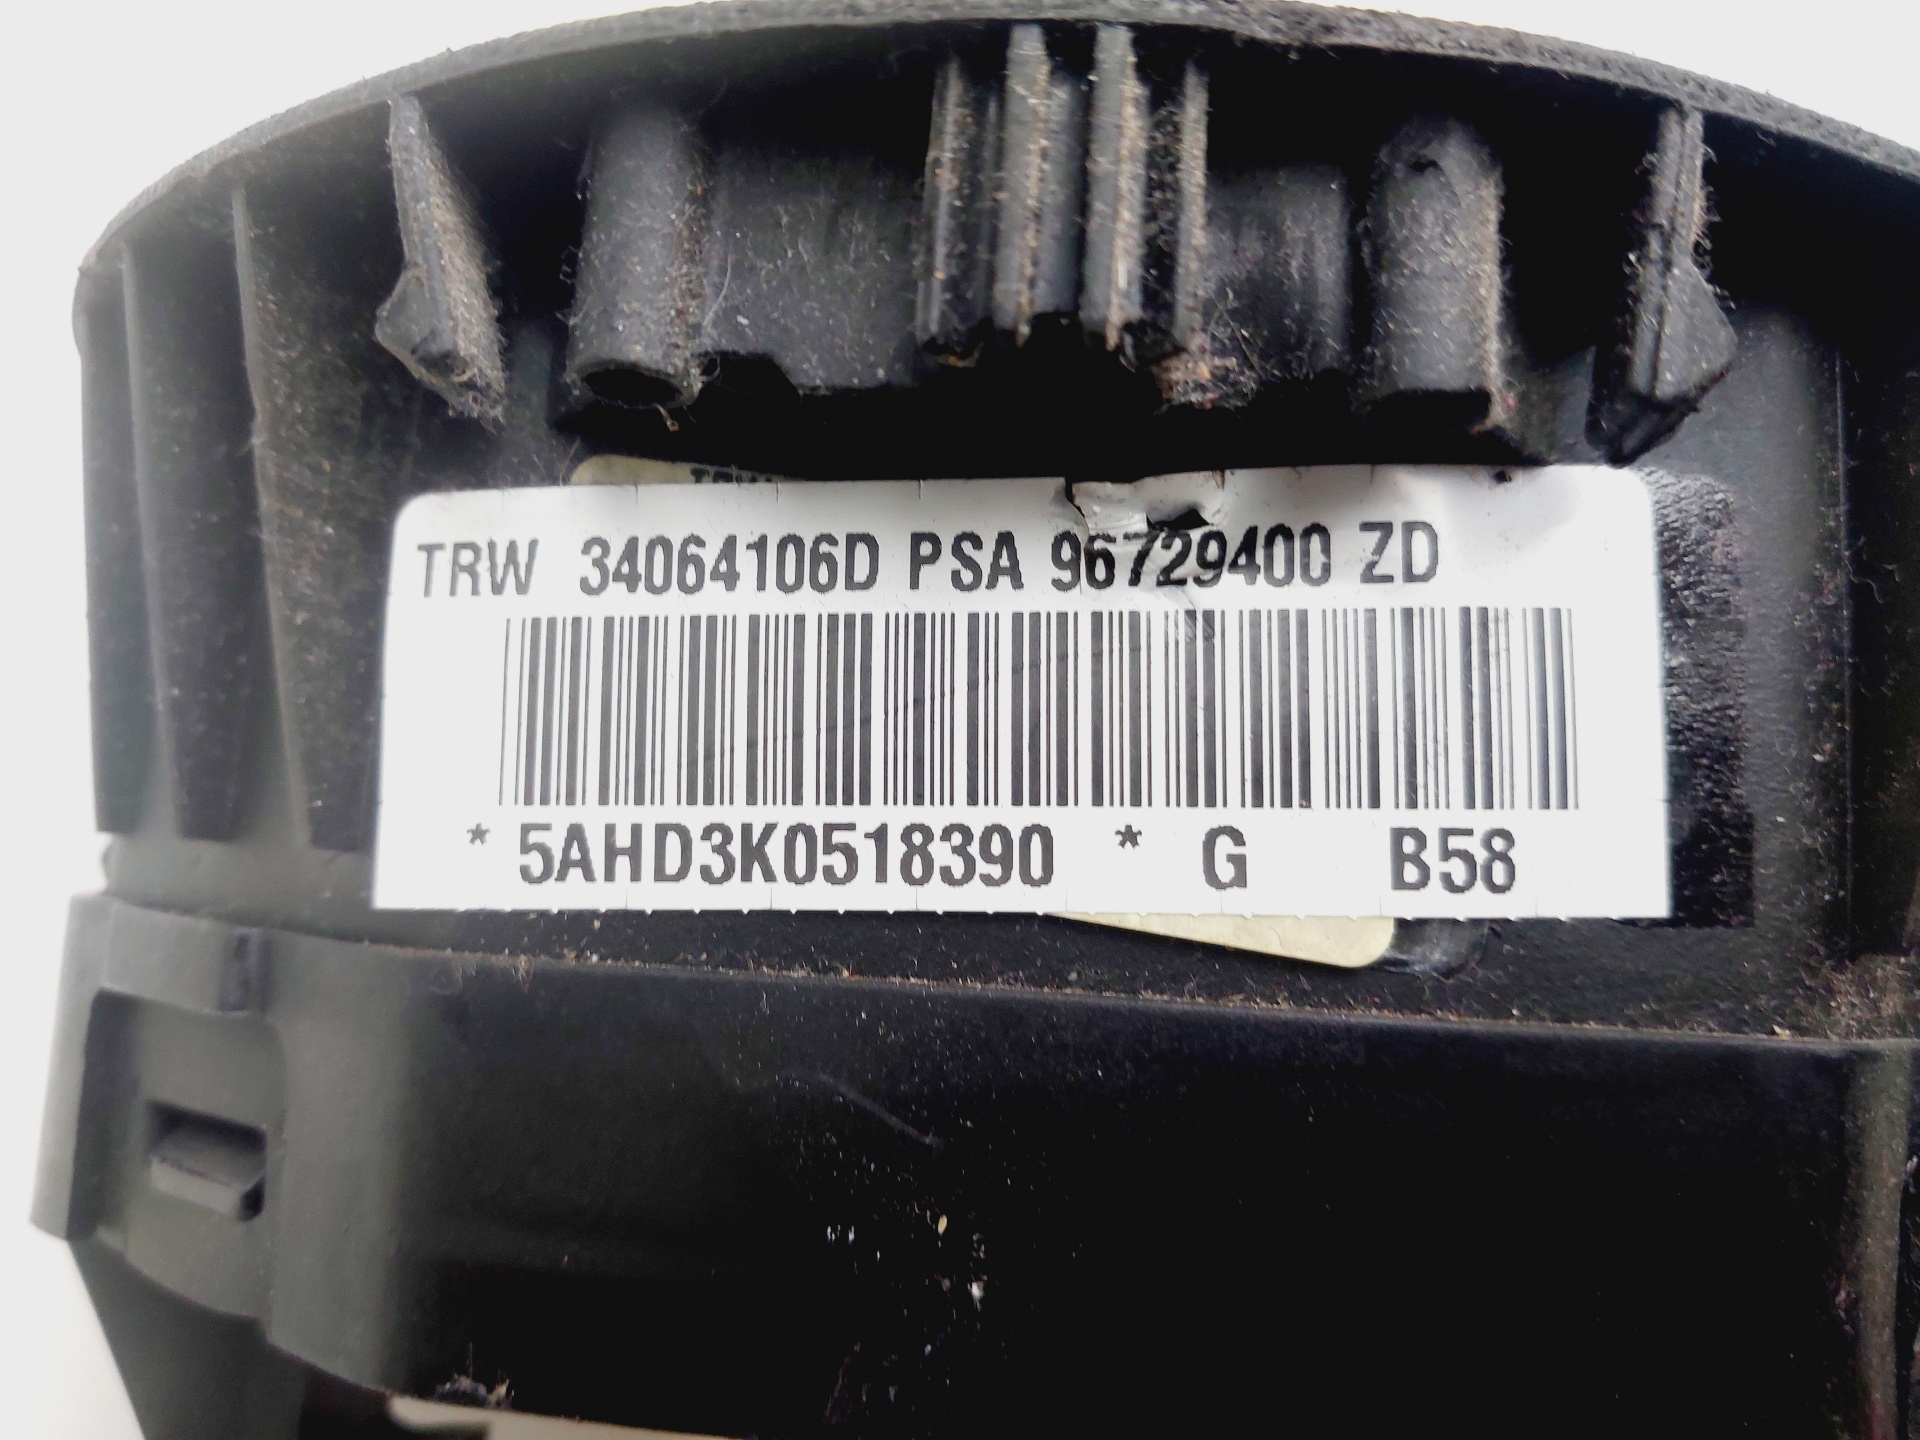 TRW 34064106D PSA 96729400 ZD
* 5AHD3K0518390 * G B58